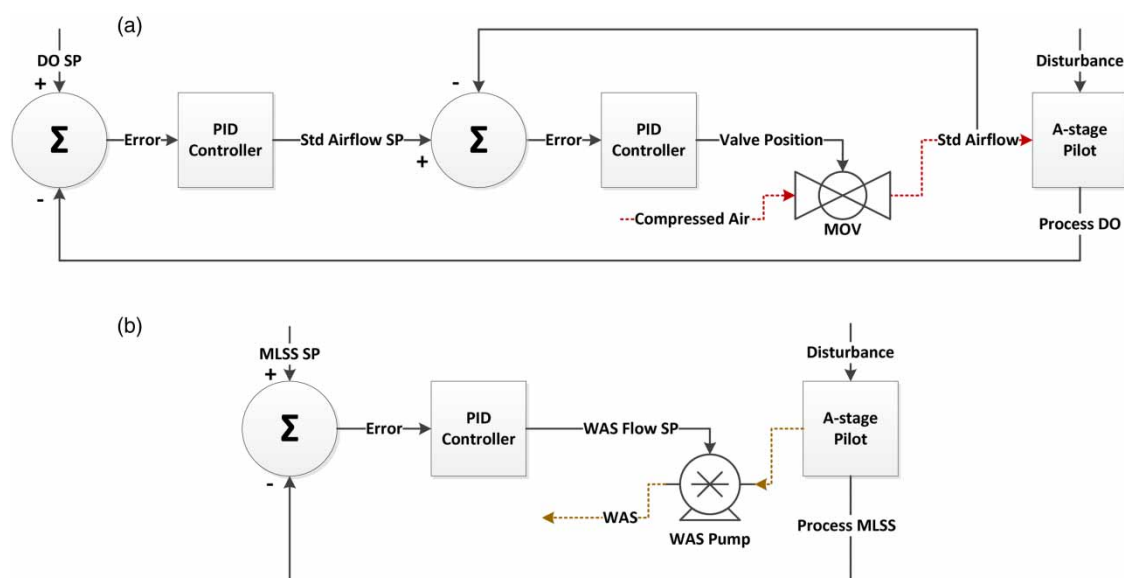 (a)
DO SP
+
Σ
-
Error
PID
Controller
Std Airflow SP
-
+
Σ
Error
PID
Controller
Valve Position
Compressed Air
MOV
Std Airflow
Disturbance
A-stage
Pilot
Process DO
(b)
MLSS SP
+
Σ
-
Error
PID
Controller
WAS Flow SP
WAS
WAS Pump
Disturbance
A-stage
Pilot
Process MLSS